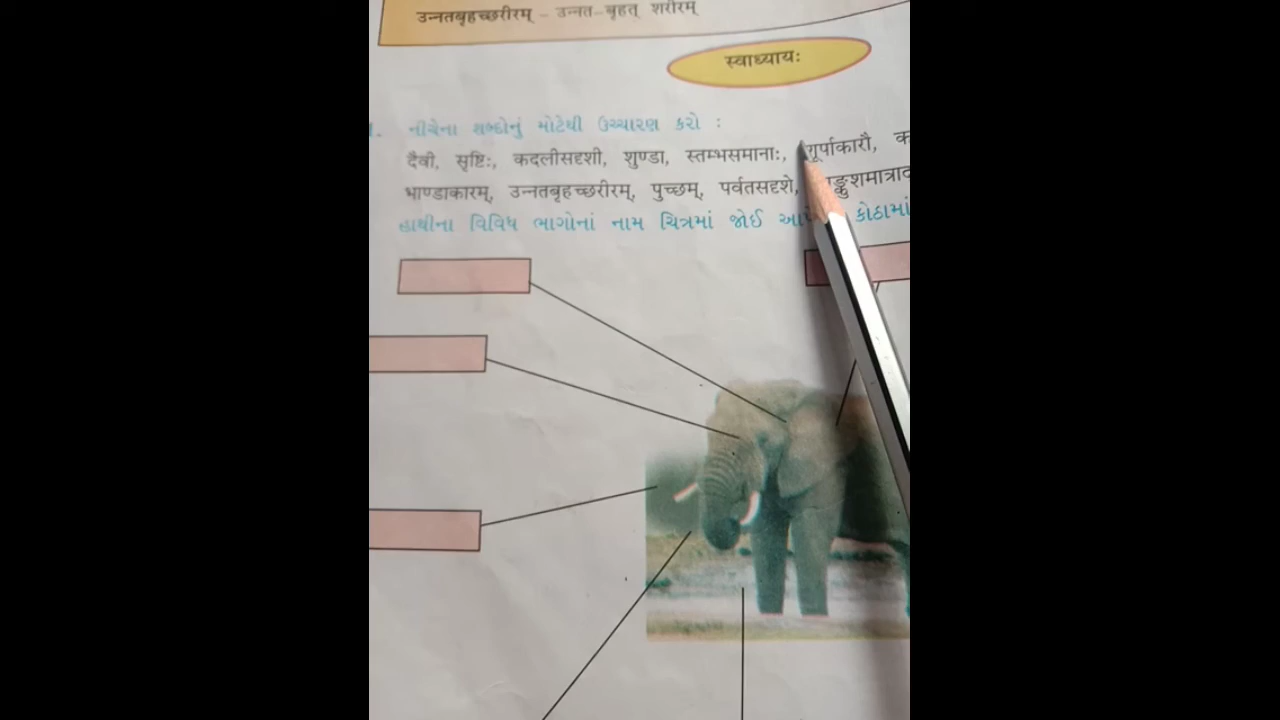 उन्नतबृहच्छरीरम् – उन्नत–बृहत् शरीरम्
स्वाध्यायः
નીચેના શબ્દોનું મોટેથી ઉચ્ચારણ કરો :
दैवी, सृष्टिः, कदलीसदृशी, शुण्डा, स्तम्भसमानाः,
भाण्डाकारम्, उन्नतबृहच्छरीरम्, पुच्छम्, पर्वतसदृशे,
હાથીના વિવિધ ભાગોનાં નામ ચિત્રમાં જોઈ કોઠામાં